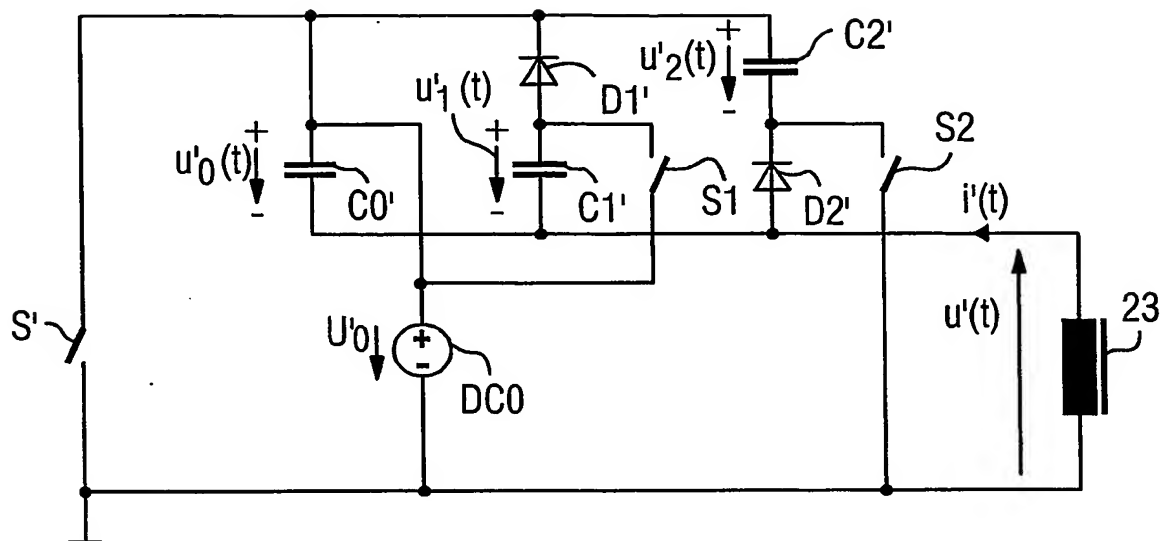 +
-
u'2(t)
C2'
+
-
u'1(t)
D1'
+
-
u'0(t)
C0'
C1'
S1
D2'
S2
i'(t)
S'
U'0
+
-
DC0
u'(t)
23